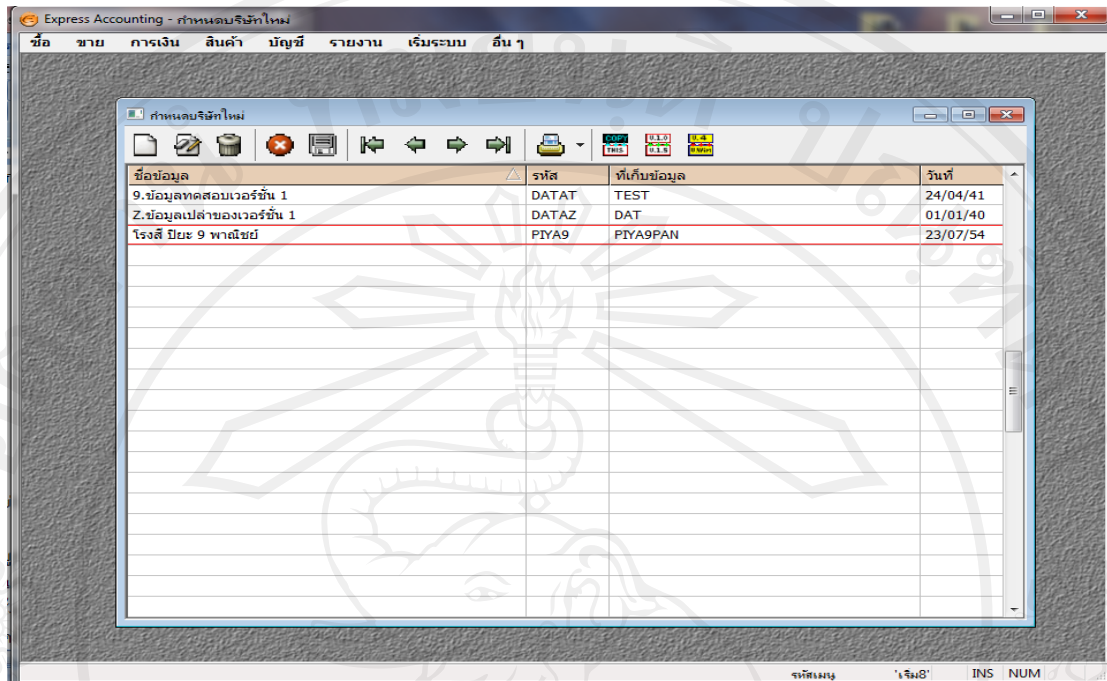 Express Accounting - กำหนดบริษัทใหม่
ซื้อ ขาย การเงิน สินค้า บัญชี รายงาน เริ่มระบบ อื่น ๆ
กำหนดบริษัทใหม่
COPY THIS U.1.0 U.1.5 U.4 U.Win
ชื่อข้อมูล รหัส ที่เก็บข้อมูล วันที่
9.ข้อมูลทดสอบเวอร์ชั่น 1 DATAT TEST 24/04/41
Z.ข้อมูลเปล่าของเวอร์ชั่น 1 DATAZ DAT 01/01/40
โรงสี ปิยะ 9 พาณิชย์ PIYA9 PIYA9PAN 23/07/54
รหัสเมนู 'เริ่ม8' INS NUM